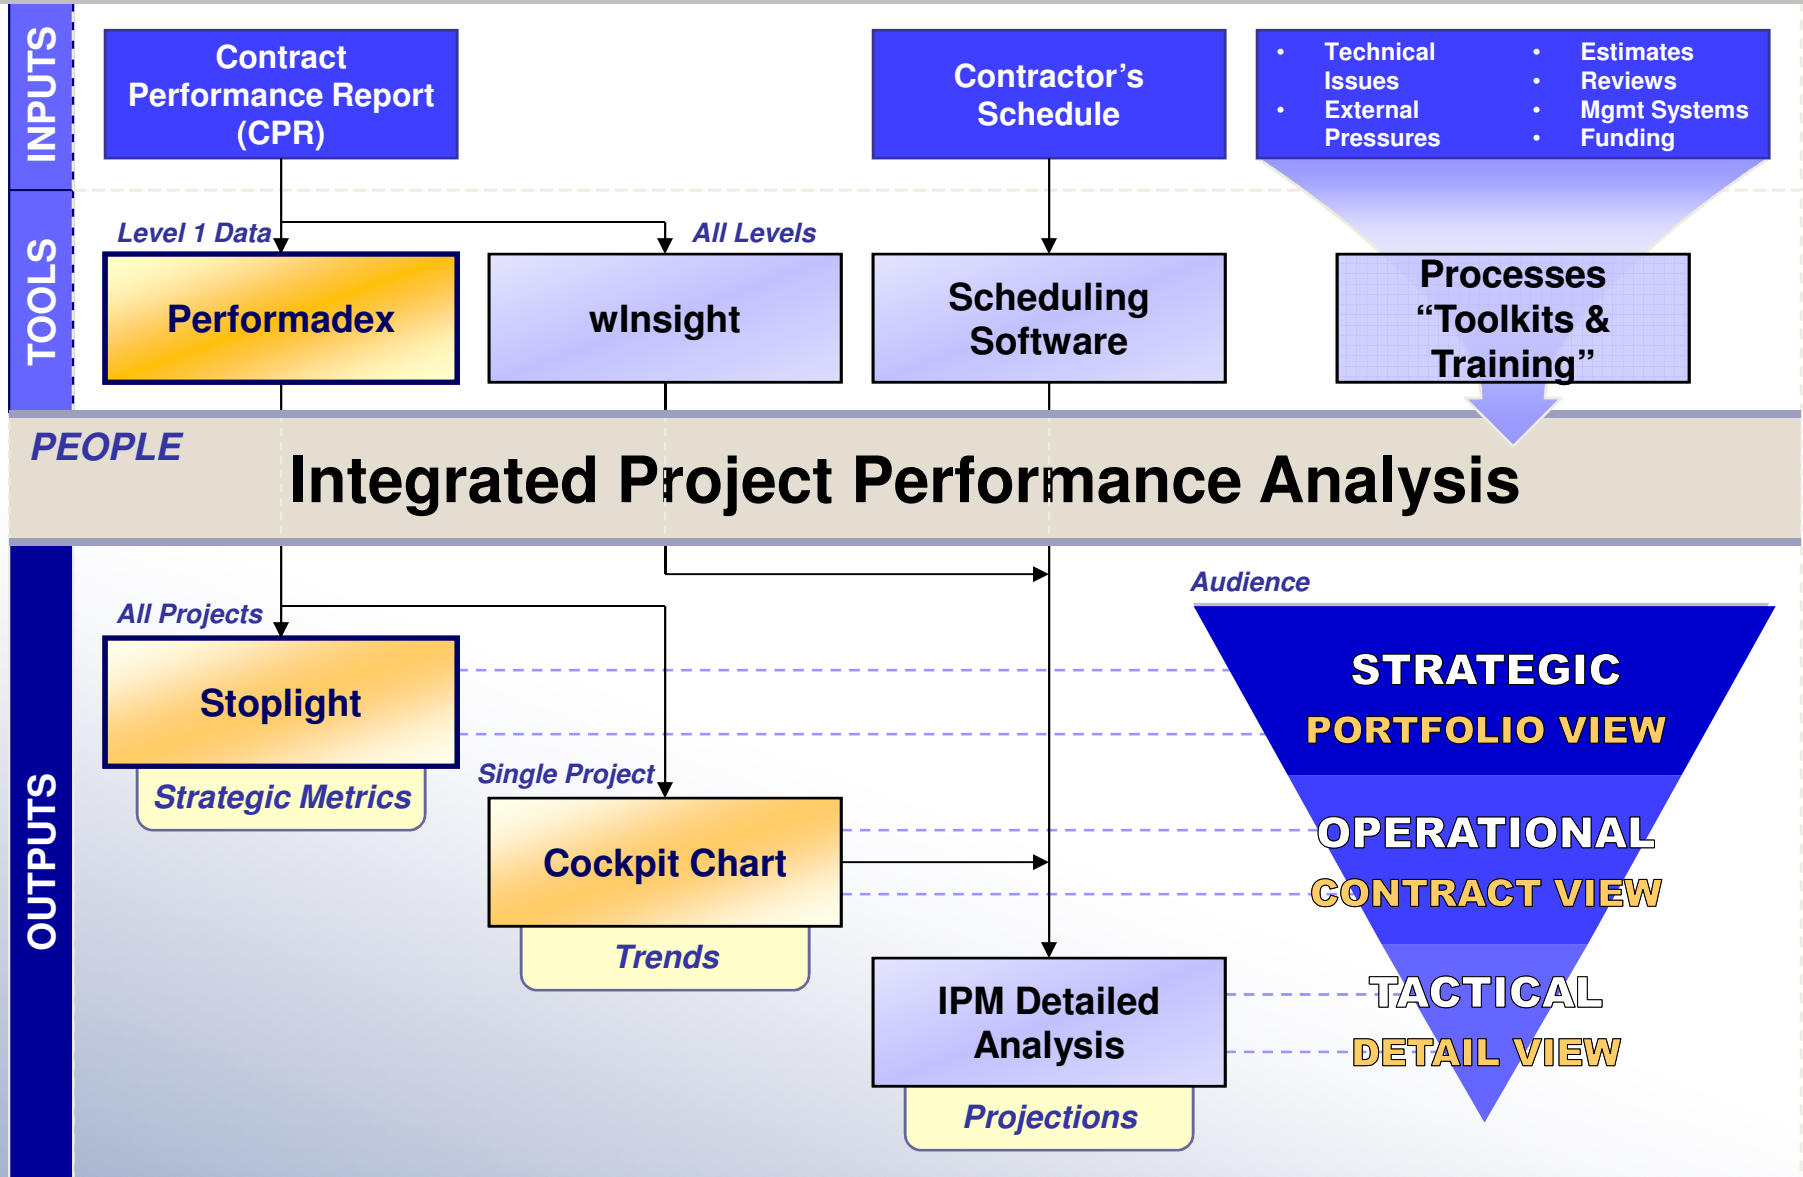 INPUTS
Contract
Performance Report
(CPR)
Contractor’s
Schedule
• Technical
Issues
• External
Pressures
• Estimates
• Reviews
• Mgmt Systems
• Funding
TOOLS
Level 1 Data
All Levels
Performadex
wInsight
Scheduling
Software
Processes
“Toolkits &
Training”
PEOPLE
Integrated Project Performance Analysis
OUTPUTS
All Projects
Stoplight
Strategic Metrics
Single Project
Cockpit Chart
Trends
IPM Detailed
Analysis
Projections
Audience
STRATEGIC
PORTFOLIO VIEW
OPERATIONAL
CONTRACT VIEW
TACTICAL
DETAIL VIEW